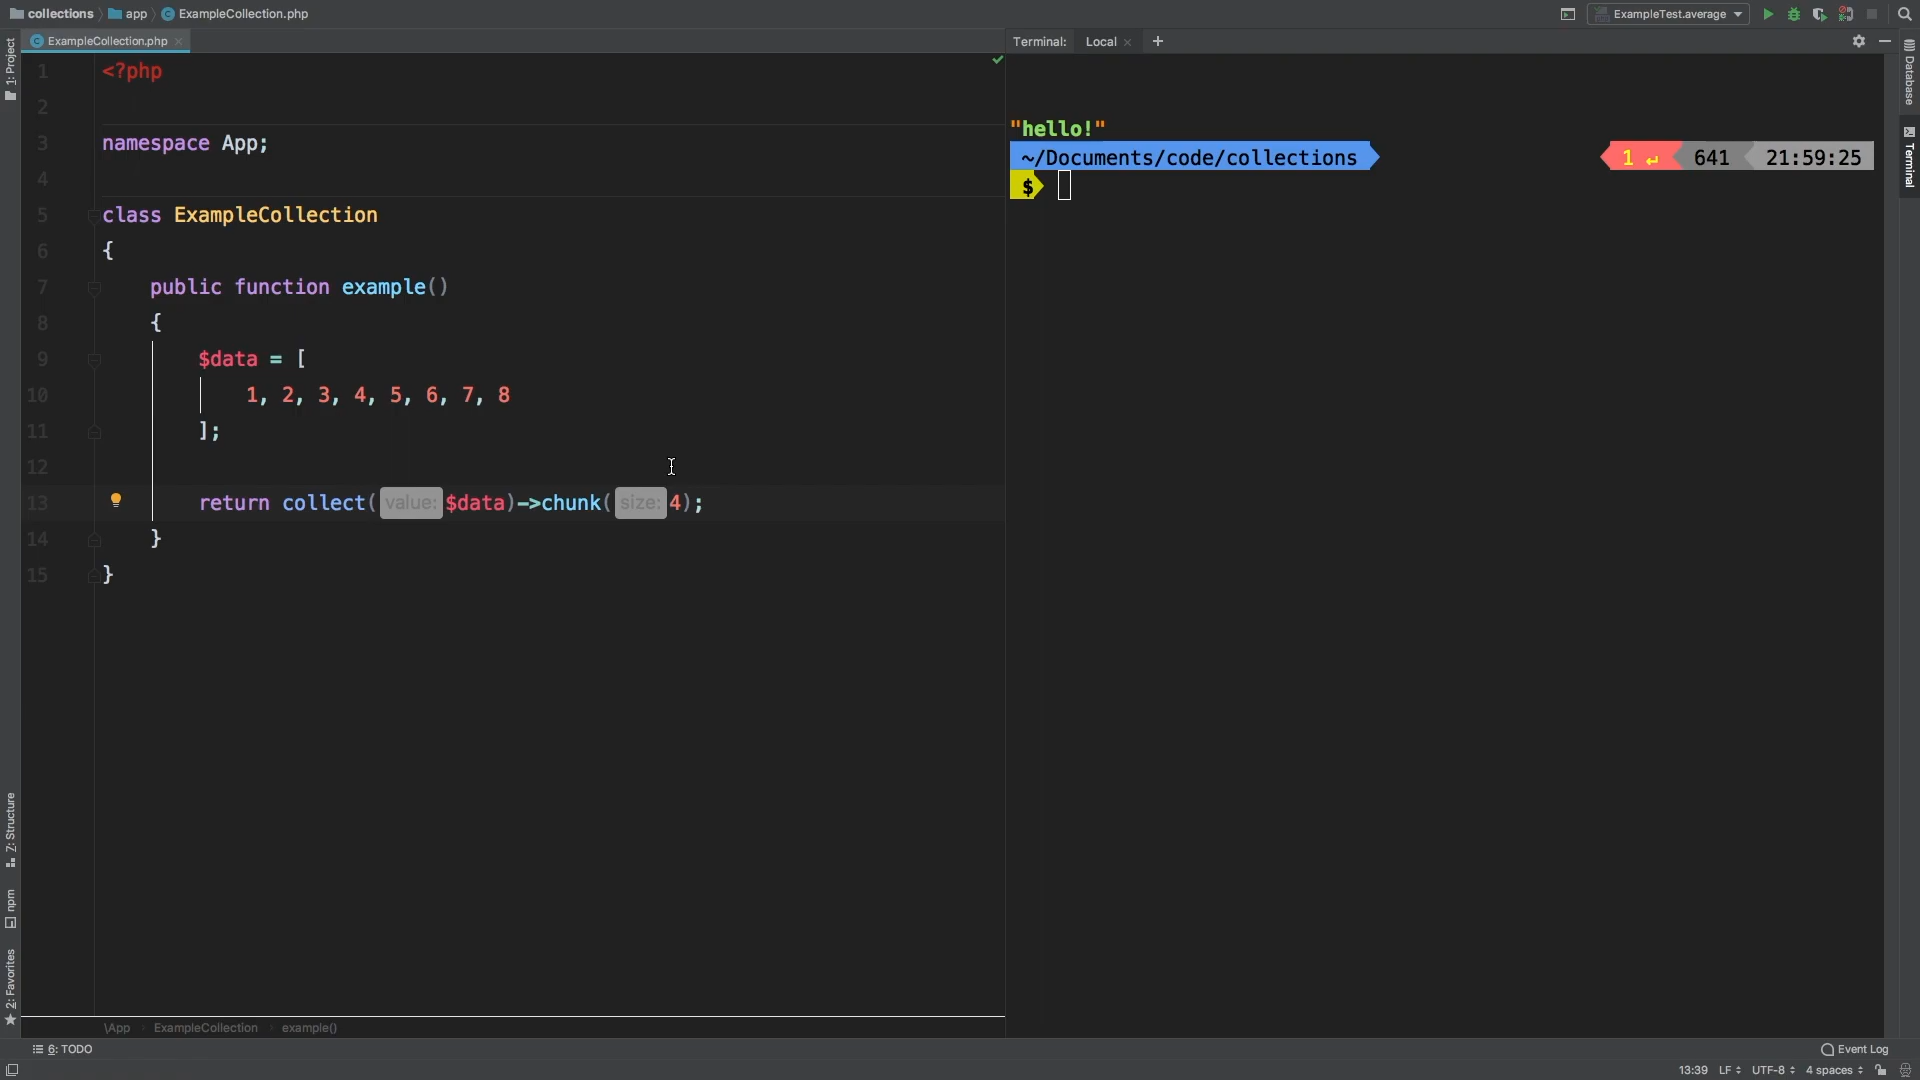 collections app ExampleCollection.php
ExampleTest.average
1: Project
ExampleCollection.php
Terminal: Local +
Database
Terminal
1 <?php
2
3 namespace App;
4
5 class ExampleCollection
6 {
7 public function example()
8 {
9 $data = [
10 1, 2, 3, 4, 5, 6, 7, 8
11 ];
12
13 return collect( value: $data)->chunk( size: 4);
14 }
15 }
"hello!"
~/Documents/code/collections 1 ↵ 641 21:59:25
$
Z: Structure
npm
2: Favorites
\App ExampleCollection example()
6: TODO
Event Log
13:39 LF UTF-8 4 spaces